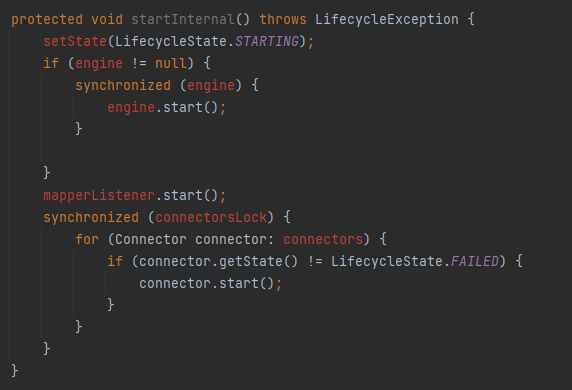 protected void startInternal() throws LifecycleException {
    setState(LifecycleState.STARTING);
    if (engine != null) {
        synchronized (engine) {
            engine.start();
        }

    }
    mapperListener.start();
    synchronized (connectorsLock) {
        for (Connector connector: connectors) {
            if (connector.getState() != LifecycleState.FAILED) {
                connector.start();
            }
        }
    }
}